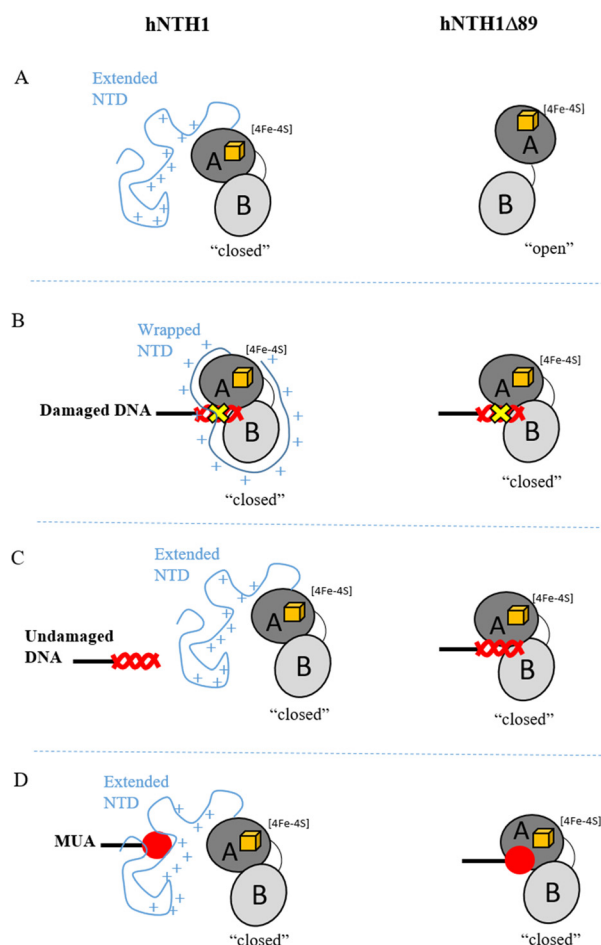 hNTH1 hNTH1Δ89
A
Extended
NTD
[4Fe-4S] [4Fe-4S]
+ + + + + + + +
A A
B B
"closed" "open"
B
Wrapped
NTD
[4Fe-4S] [4Fe-4S]
A A
Damaged DNA
B B
"closed" "closed"
C
Extended
NTD
[4Fe-4S] [4Fe-4S]
A A
Undamaged
DNA
B B
"closed" "closed"
D
Extended
NTD
[4Fe-4S] [4Fe-4S]
MUA
A A
B B
"closed" "closed"